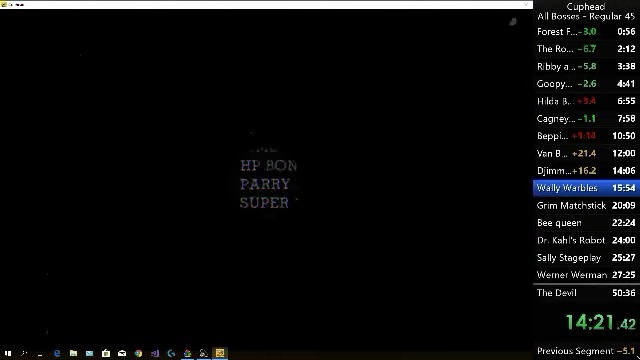 Cuphead
Cuphead
All Bosses - Regular 45
Forest F... -3.0 0:56
The Ro... -6.7 2:12
Ribby a... -5.8 3:38
Goopy... -2.6 4:41
Hilda B... +3.4 6:55
Cagney... -1.1 7:58
Beppi... +1:14 10:50
Van B... +21.4 12:00
Djimm... +16.2 14:06
Wally Warbles 15:54
Grim Matchstick 20:09
Bee queen 22:24
Dr. Kahl's Robot 24:00
Sally Stageplay 25:27
Werner Werman 27:25
The Devil 50:36
14:21.42
Previous Segment -5.1
HP BON
PARRY
SUPER